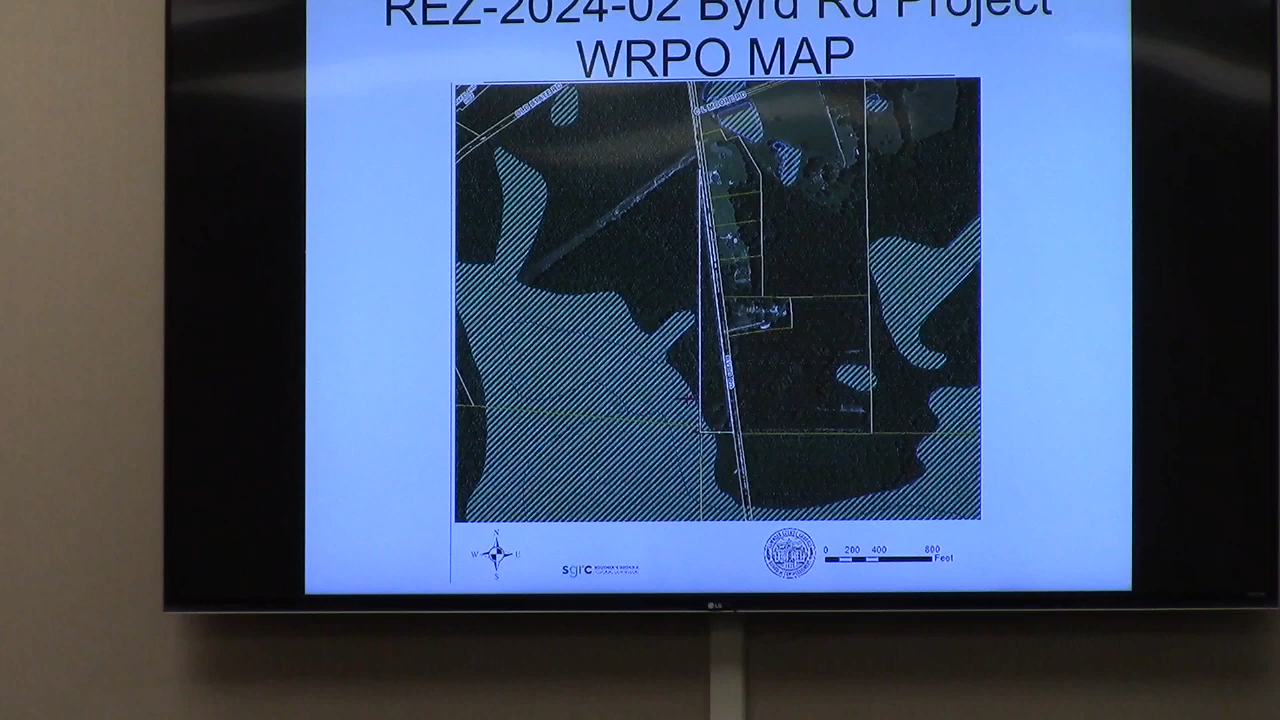 REZ-2024-02 Byrd Rd Project
WRPO MAP
N
W
E
S
sgrc
0 200 400 800
Feet
LG